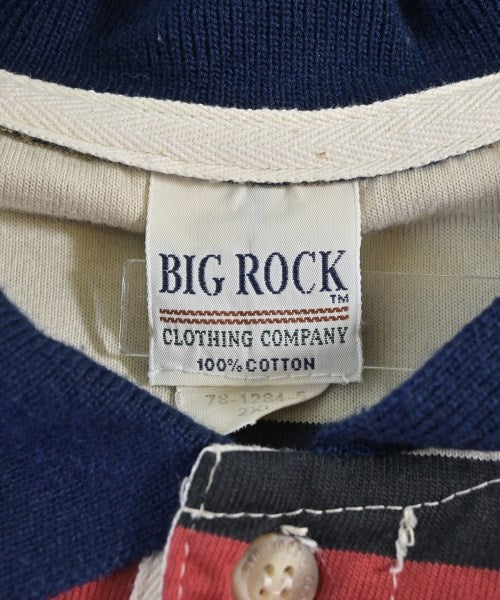 BIG ROCK
TM
CLOTHING COMPANY
100% COTTON